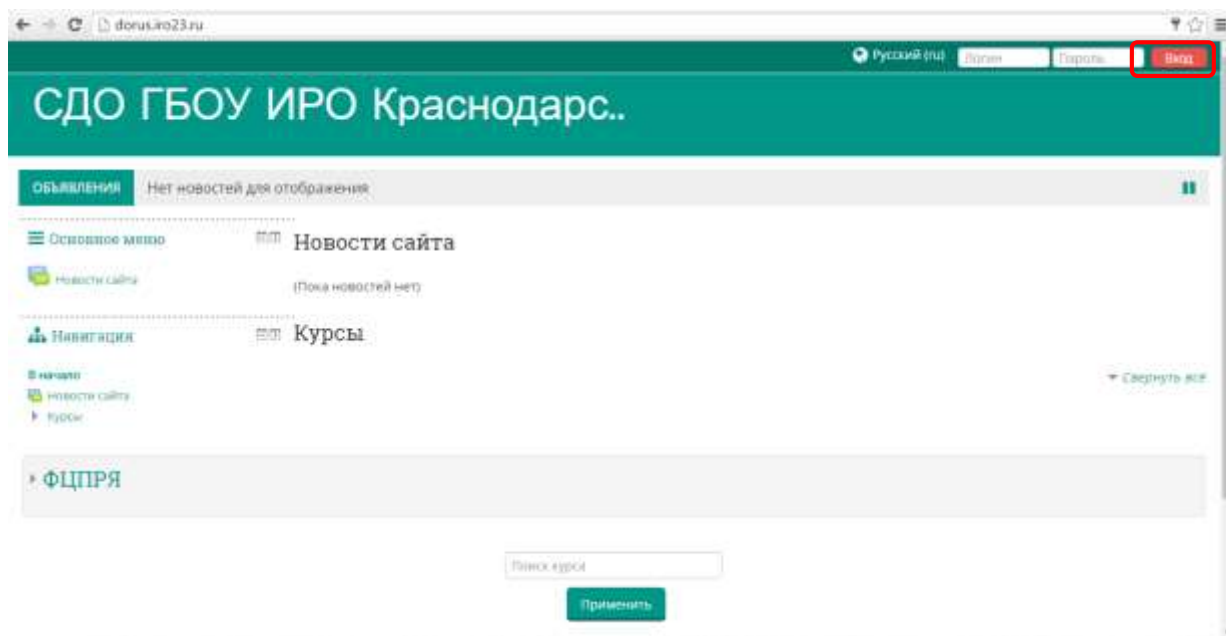 dorus.iro23.ru
Русский (ru) Логин Пароль Вход
СДО ГБОУ ИРО Краснодарс..
ОБЪЯВЛЕНИЯ Нет новостей для отображения
Основное меню
Новости сайта
Новости сайта
(Пока новостей нет)
Навигация
Курсы
В начало
Новости сайта
Курсы
Свернуть все
ФЦПРЯ
Поиск курса
Применить